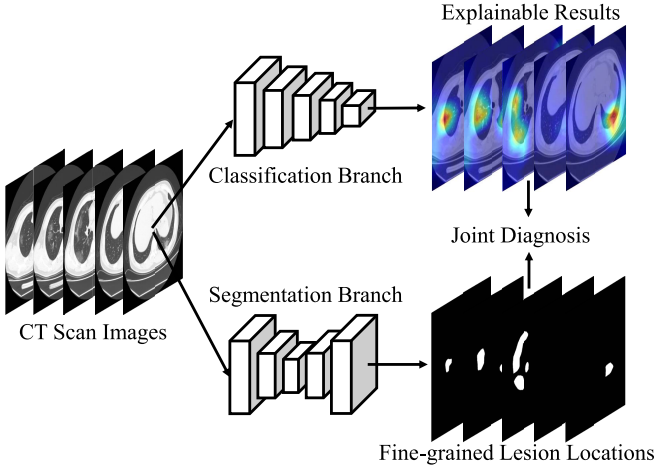 Explainable Results
Classification Branch
Joint Diagnosis
Segmentation Branch
CT Scan Images
Fine-grained Lesion Locations